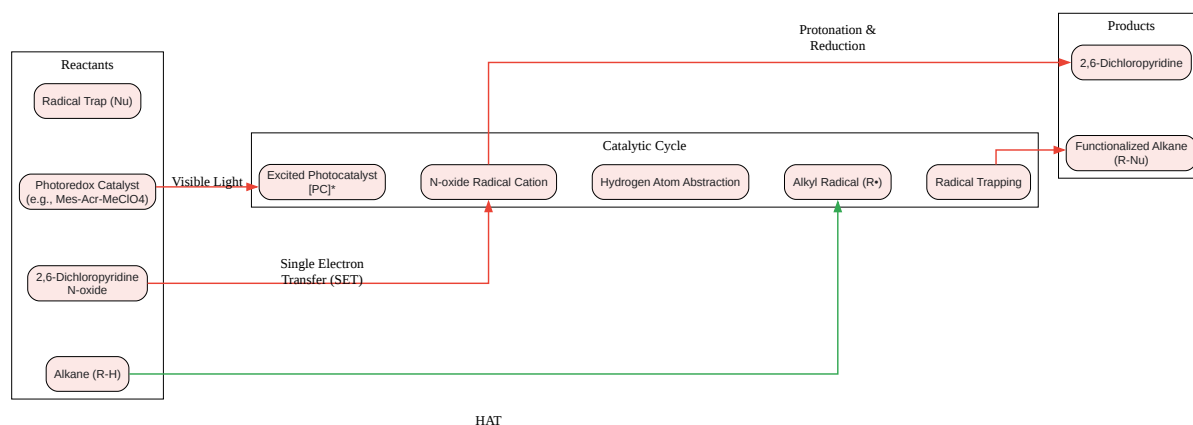 Protonation &
Reduction
Products
2,6-Dichloropyridine
Functionalized Alkane
(R-Nu)
Reactants
Radical Trap (Nu)
Photoredox Catalyst
(e.g., Mes-Acr-MeClO4)
2,6-Dichloropyridine
N-oxide
Alkane (R-H)
Visible Light
Catalytic Cycle
Excited Photocatalyst
[PC]*
N-oxide Radical Cation
Hydrogen Atom Abstraction
Alkyl Radical (R•)
Radical Trapping
Single Electron
Transfer (SET)
HAT